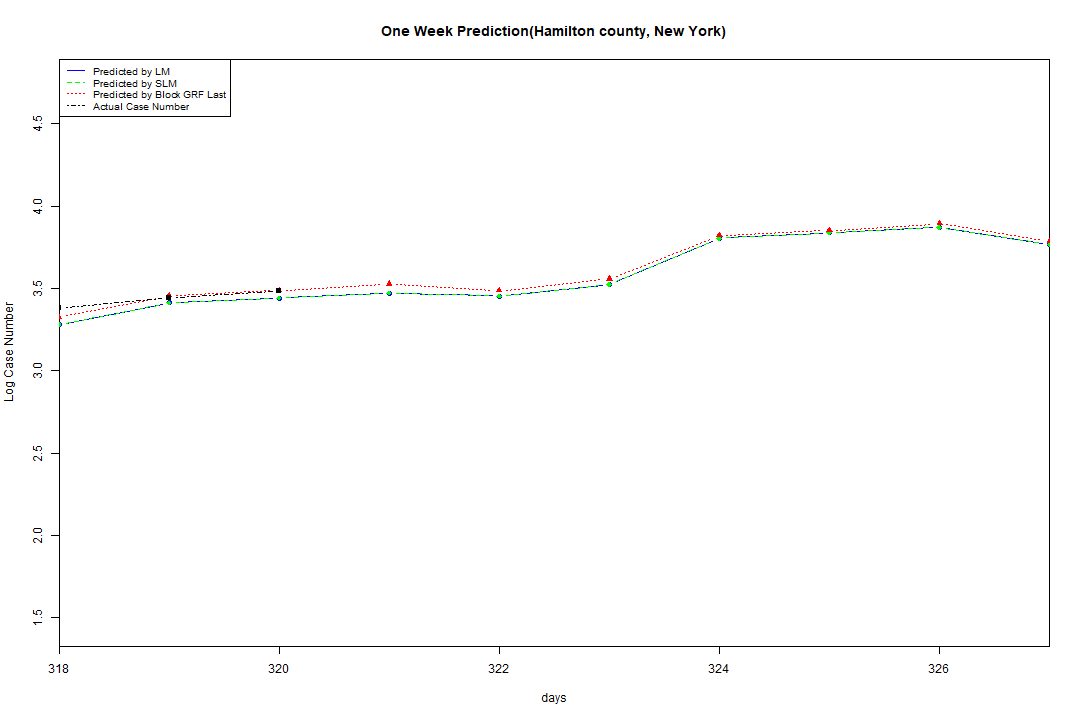 One Week Prediction(Hamilton county, New York)
Predicted by LM
Predicted by SLM
Predicted by Block GRF Last
Actual Case Number
4.5
4.0
3.5
3.0
2.5
2.0
1.5
Log Case Number
318 320 322 324 326
days